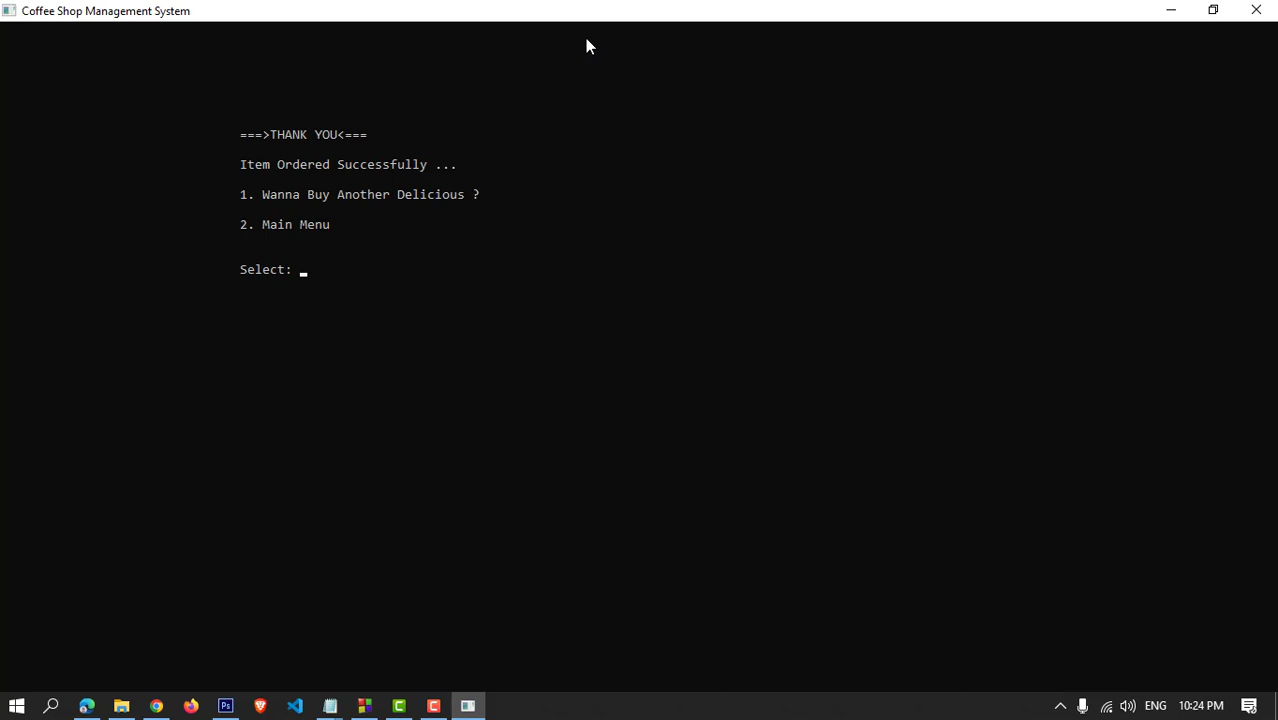 Coffee Shop Management System
===>THANK YOU<===
Item Ordered Successfully ...
1. Wanna Buy Another Delicious ?
2. Main Menu
Select:
Ps
ENG
10:24 PM